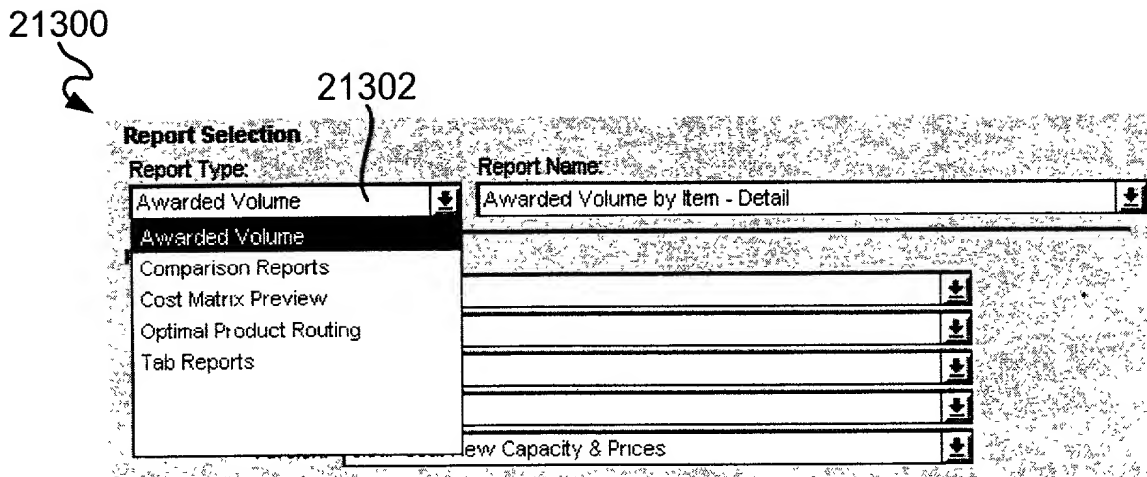 21300
21302
Report Selection
Report Type: Report Name:
Awarded Volume Awarded Volume by Item - Detail
Awarded Volume
Comparison Reports
Cost Matrix Preview
Optimal Product Routing
Tab Reports
Capacity & Prices